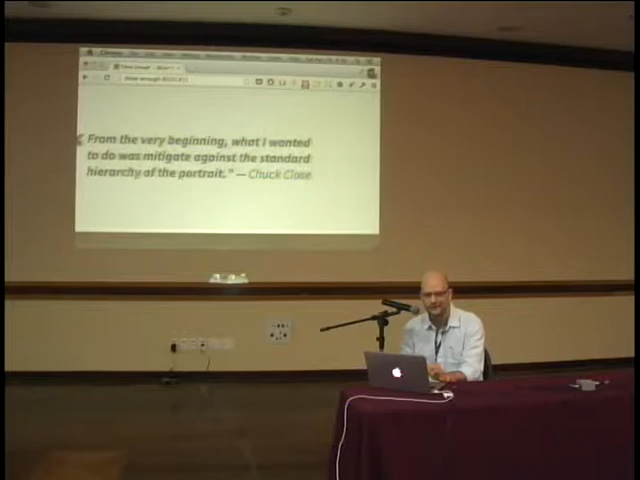 “ From the very beginning, what I wanted
to do was mitigate against the standard
hierarchy of the portrait.” — Chuck Close